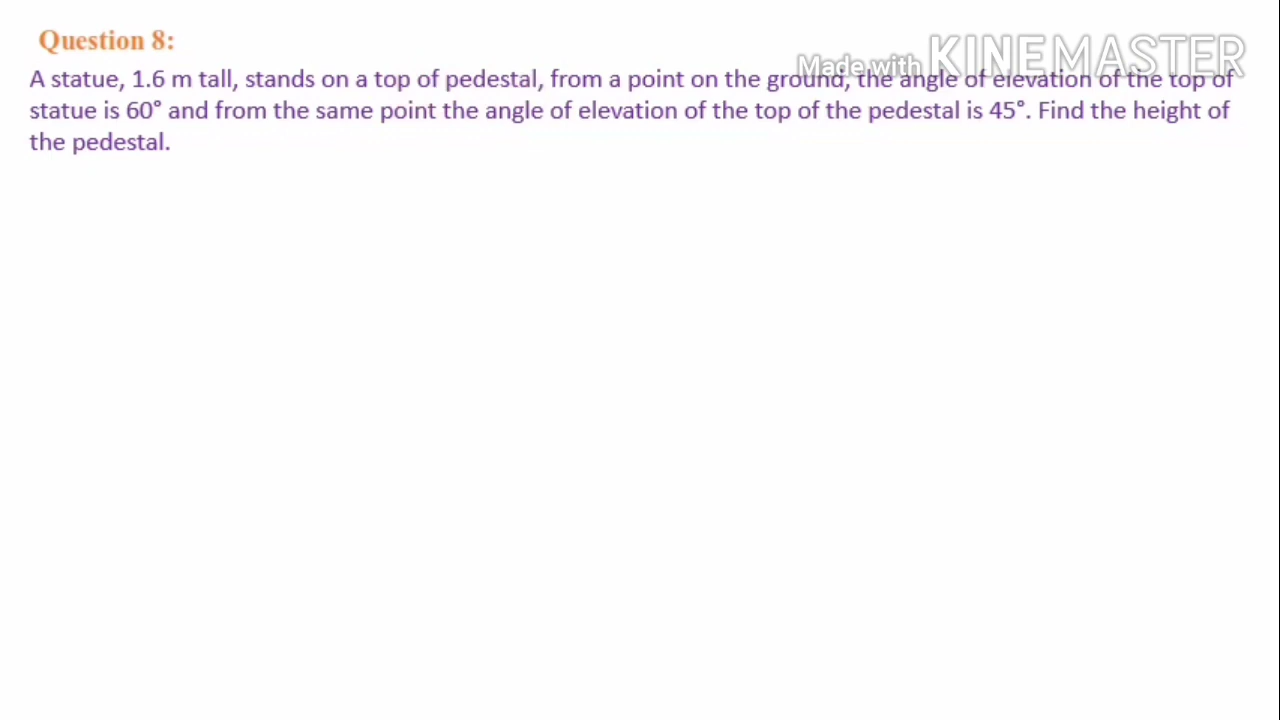 Question 8:
Made with KINEMASTER
A statue, 1.6 m tall, stands on a top of pedestal, from a point on the ground, the angle of elevation of the top of
statue is 60° and from the same point the angle of elevation of the top of the pedestal is 45°. Find the height of
the pedestal.